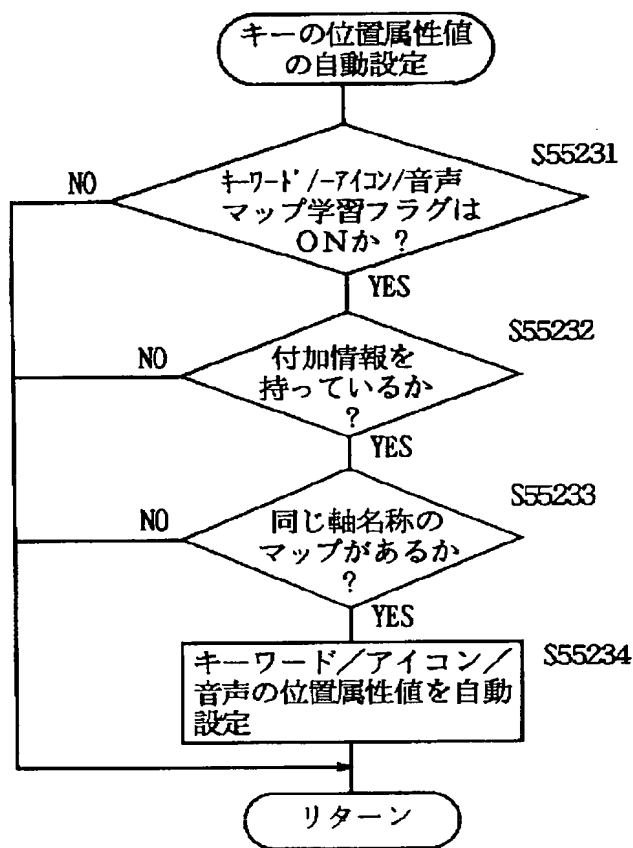 キーの位置属性値
の自動設定
S55231
NO
キーワード/-アイコン/音声
マップ学習フラグは
ONか?
YES
S55232
NO
付加情報を
持っているか
?
YES
S55233
NO
同じ軸名称の
マップがあるか
?
YES
S55234
キーワード/アイコン/
音声の位置属性値を自動
設定
リターン